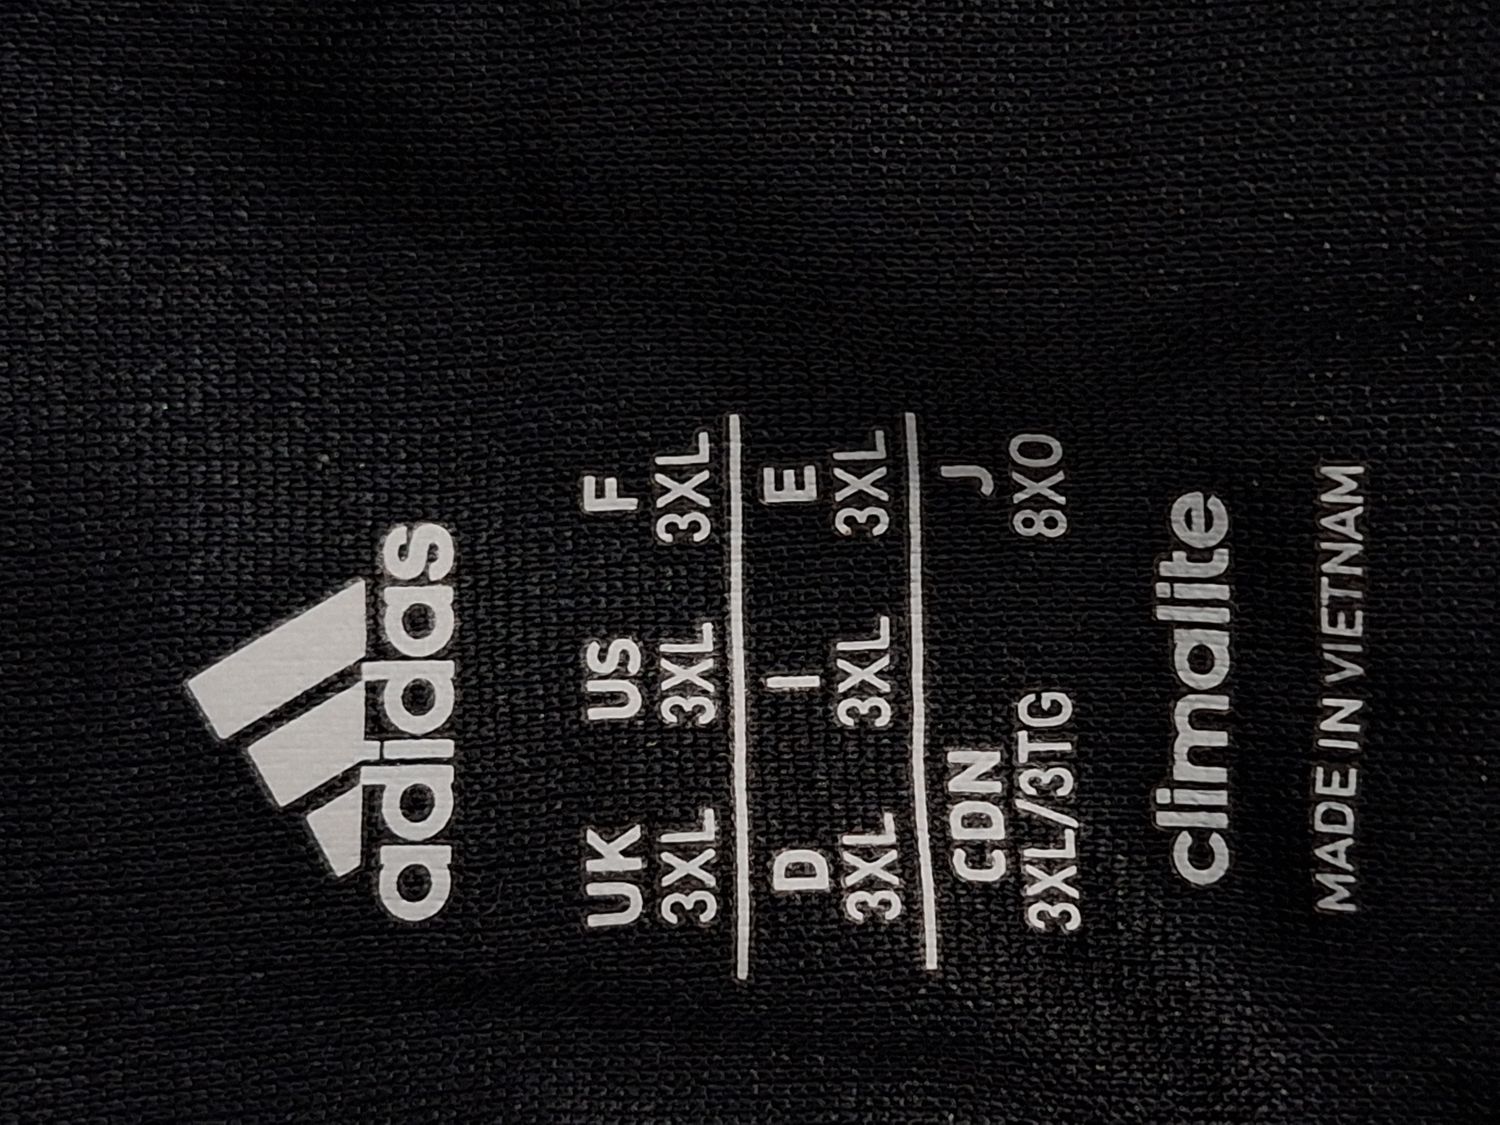 adidas
UK US F
3XL 3XL 3XL
D I E
3XL 3XL 3XL
CDN J
3XL/3TG 8XO
climalite
MADE IN VIETNAM